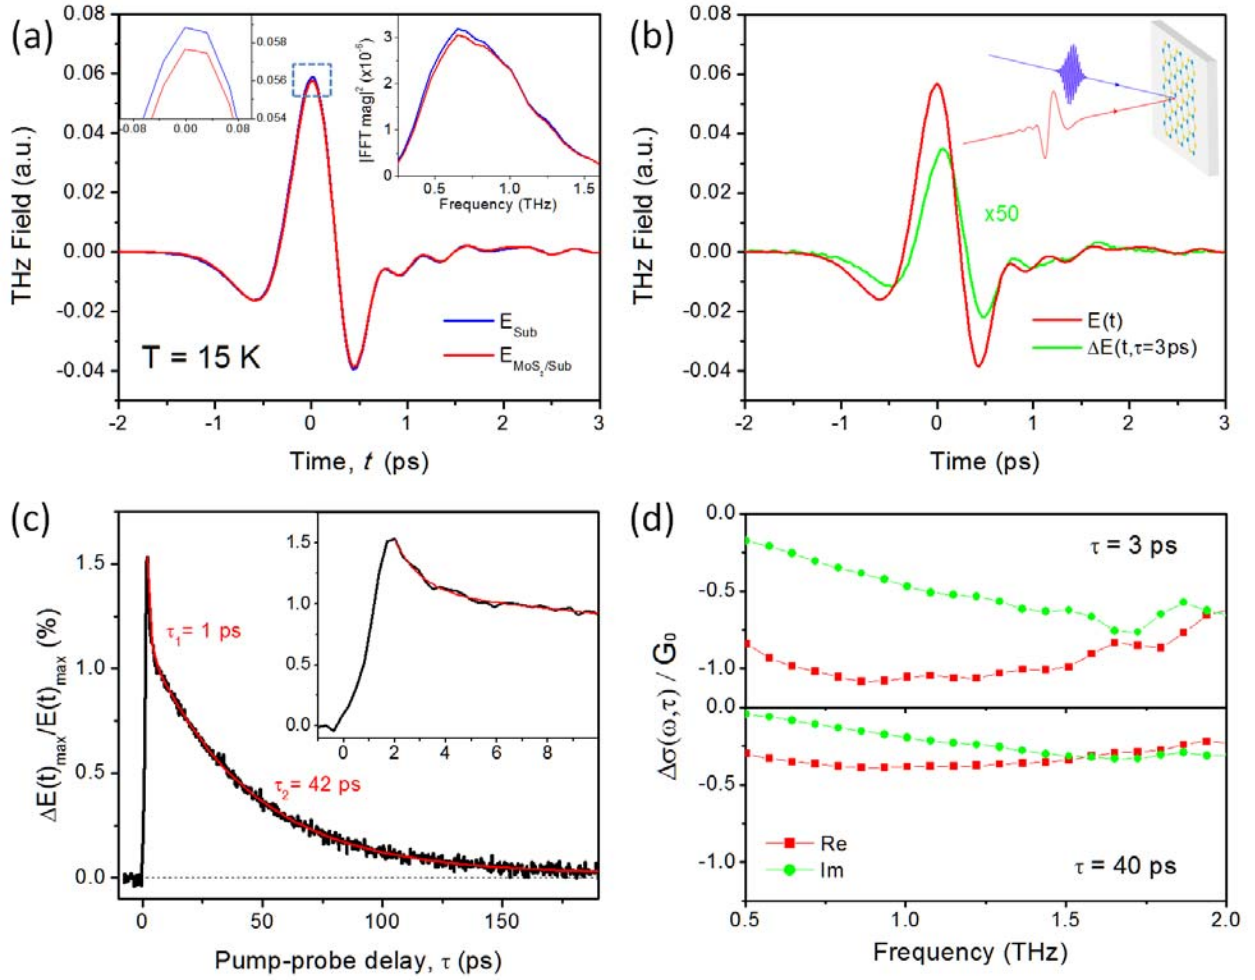 (a)
THz Field (a.u.)
0.08
0.06
0.04
0.02
0.00
-0.02
-0.04
-2 -1 0 1 2 3
Time, t (ps)
0.058
0.056
0.054
-0.08 0.00 0.08
|FFT mag|² (x10⁻⁶)
3
2
1
0
0.5 1.0 1.5
Frequency (THz)
T = 15 K
E_Sub
E_MoS₂/Sub
(b)
THz Field (a.u.)
0.08
0.06
0.04
0.02
0.00
-0.02
-0.04
-2 -1 0 1 2 3
Time (ps)
x50
E(t)
ΔE(t,τ=3ps)
(c)
ΔE(t)max/E(t)max (%)
1.5
1.0
0.5
0.0
0 50 100 150
Pump-probe delay, τ (ps)
τ₁= 1 ps
τ₂= 42 ps
1.5
1.0
0.5
0.0
0 2 4 6 8
(d)
Δσ(ω,τ) / G₀
0.0
-0.5
-1.0
0.0
-0.5
-1.0
0.5 1.0 1.5 2.0
Frequency (THz)
τ = 3 ps
Re
Im
τ = 40 ps